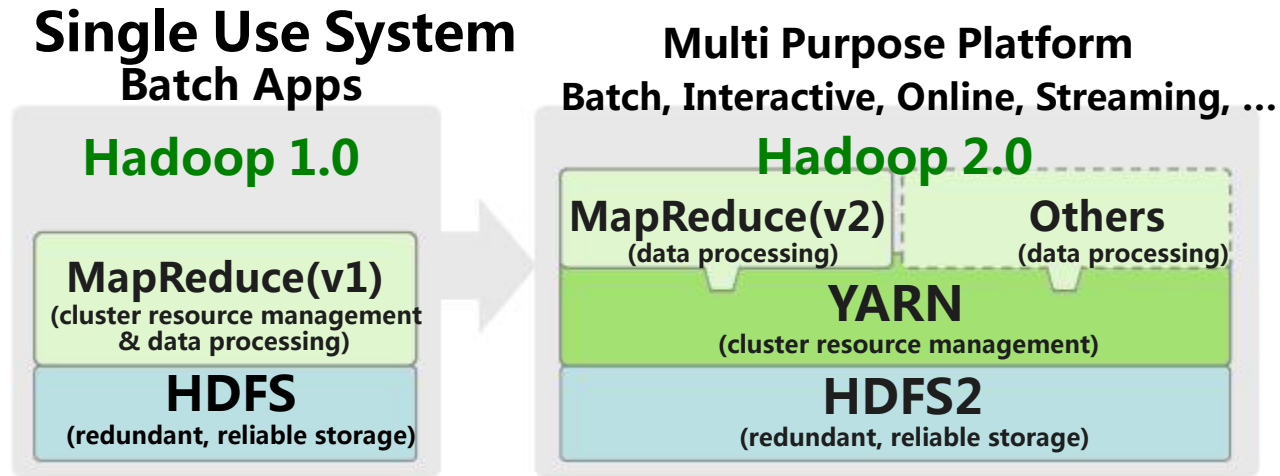 Single Use System
Batch Apps
Hadoop 1.0
MapReduce(v1)
(cluster resource management
& data processing)
HDFS
(redundant, reliable storage)
Multi Purpose Platform
Batch, Interactive, Online, Streaming, ...
Hadoop 2.0
MapReduce(v2)
(data processing)
Others
(data processing)
YARN
(cluster resource management)
HDFS2
(redundant, reliable storage)